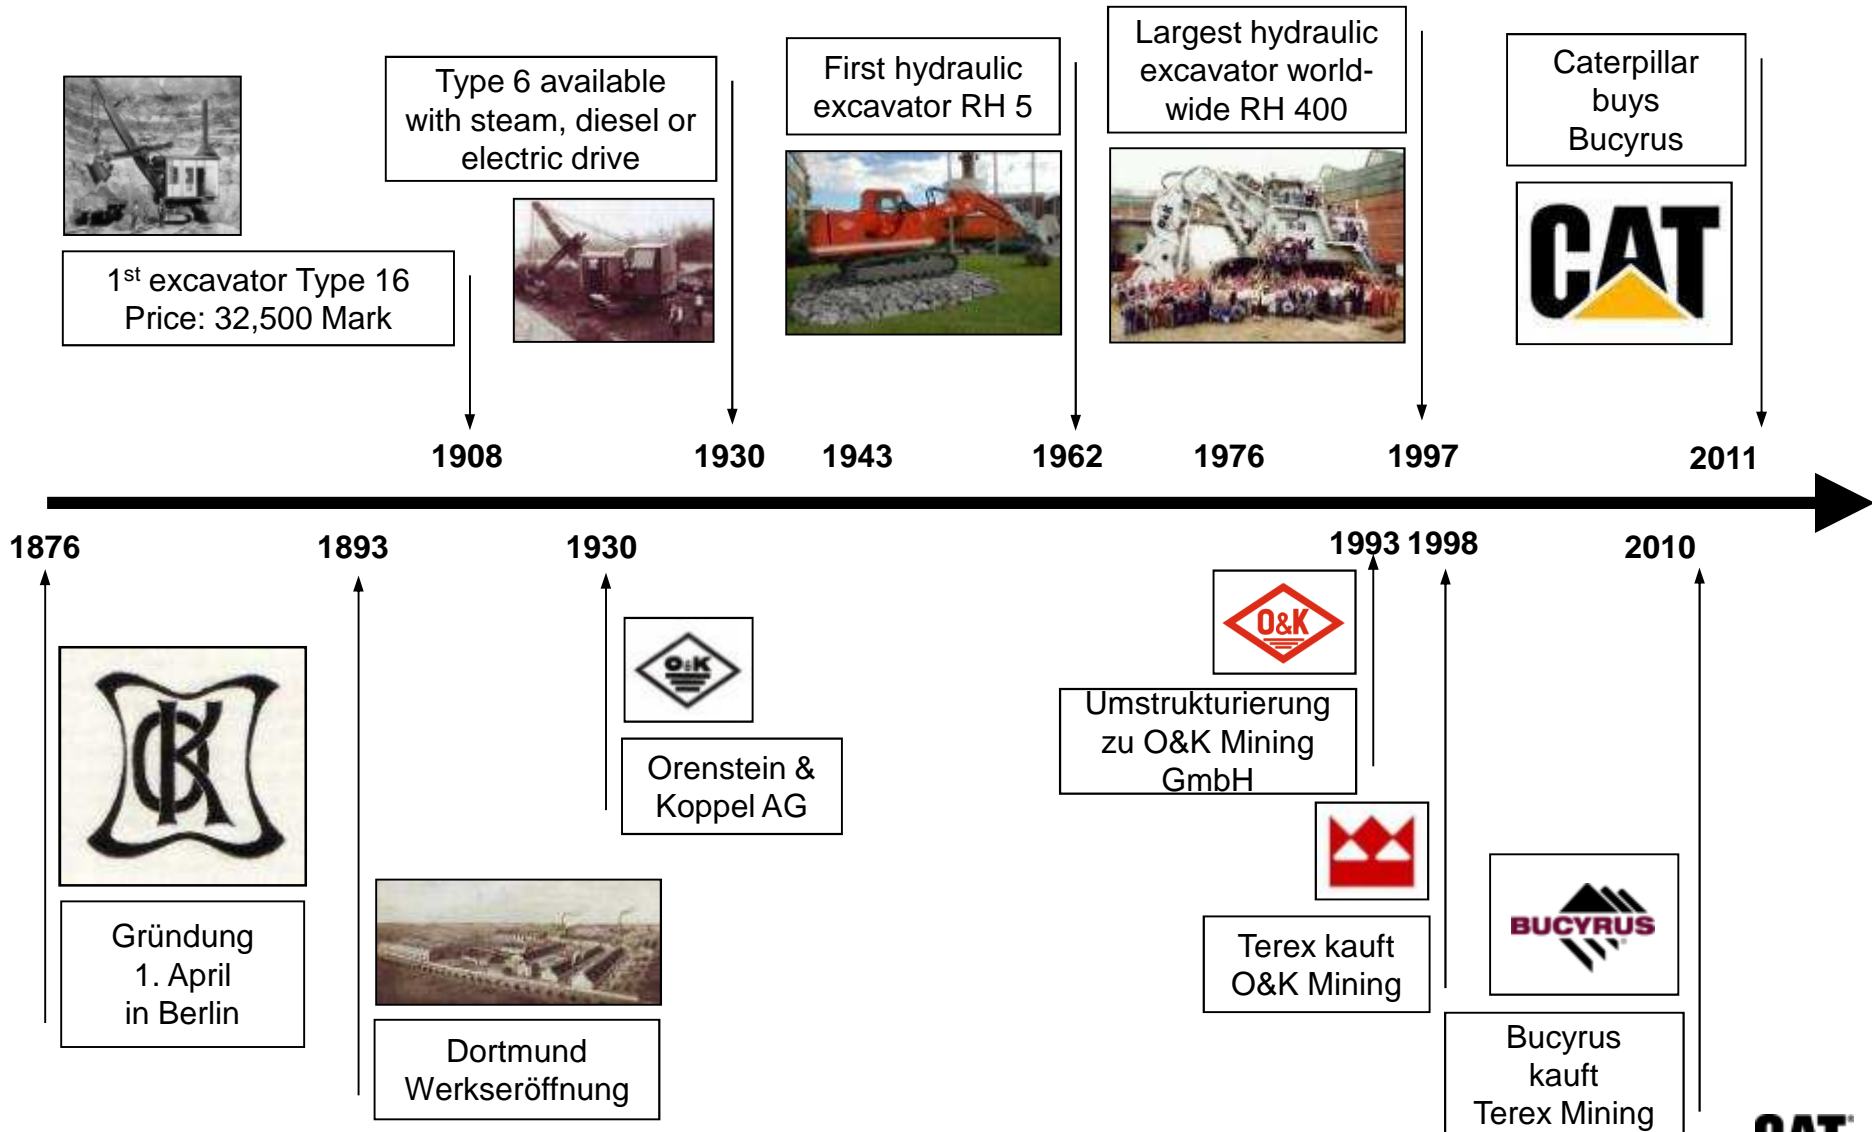 Type 6 available
with steam, diesel or
electric drive
First hydraulic
excavator RH 5
Largest hydraulic
excavator world-
wide RH 400
Caterpillar
buys
Bucyrus
CAT
1st excavator Type 16
Price: 32,500 Mark
O&K
1908
1930
1943
1962
1976
1997
2011
1876
1893
1930
1993
1998
2010
OK
O&K
Orenstein &
Koppel AG
O&K
Umstrukturierung
zu O&K Mining
GmbH
Gründung
1. April
in Berlin
Dortmund
Werkseröffnung
Terex kauft
O&K Mining
BUCYRUS®
Bucyrus
kauft
Terex Mining
CAT®